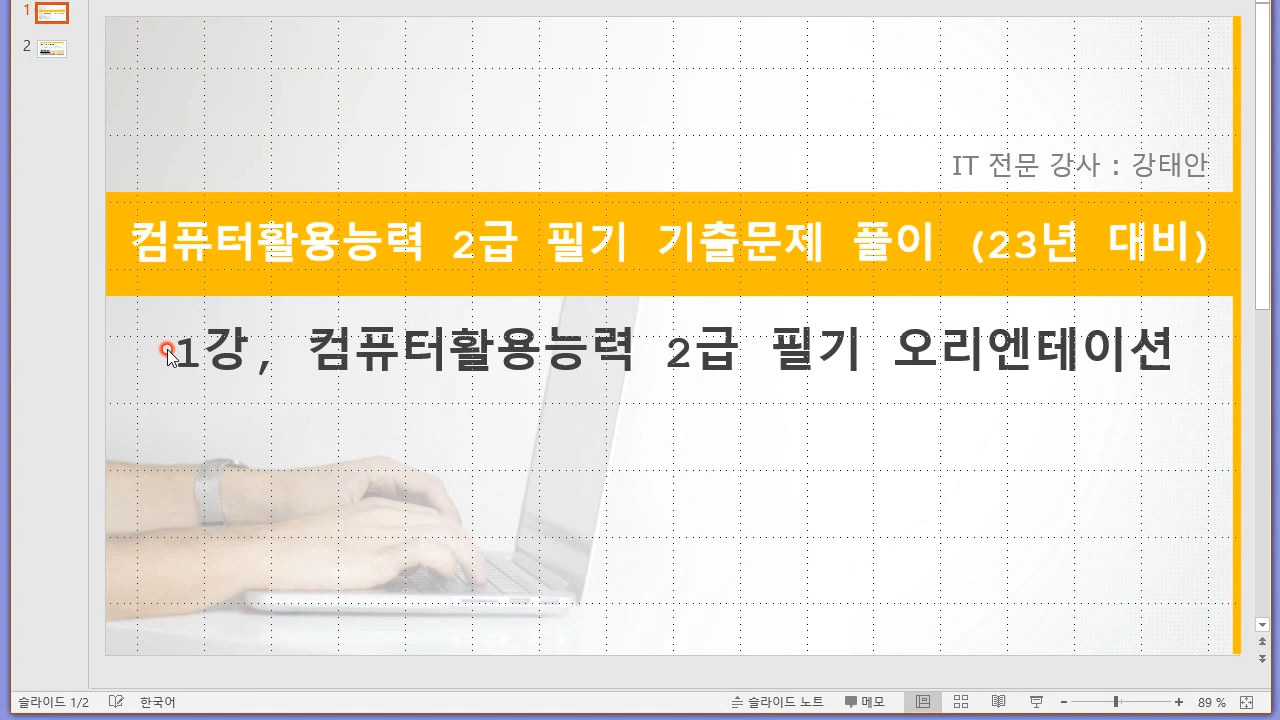 1
2
IT 전문 강사 : 강태안
컴퓨터활용능력 2급 필기 기출문제 풀이 (23년 대비)
1강, 컴퓨터활용능력 2급 필기 오리엔테이션
슬라이드 1/2 한국어 슬라이드 노트 메모 89 %